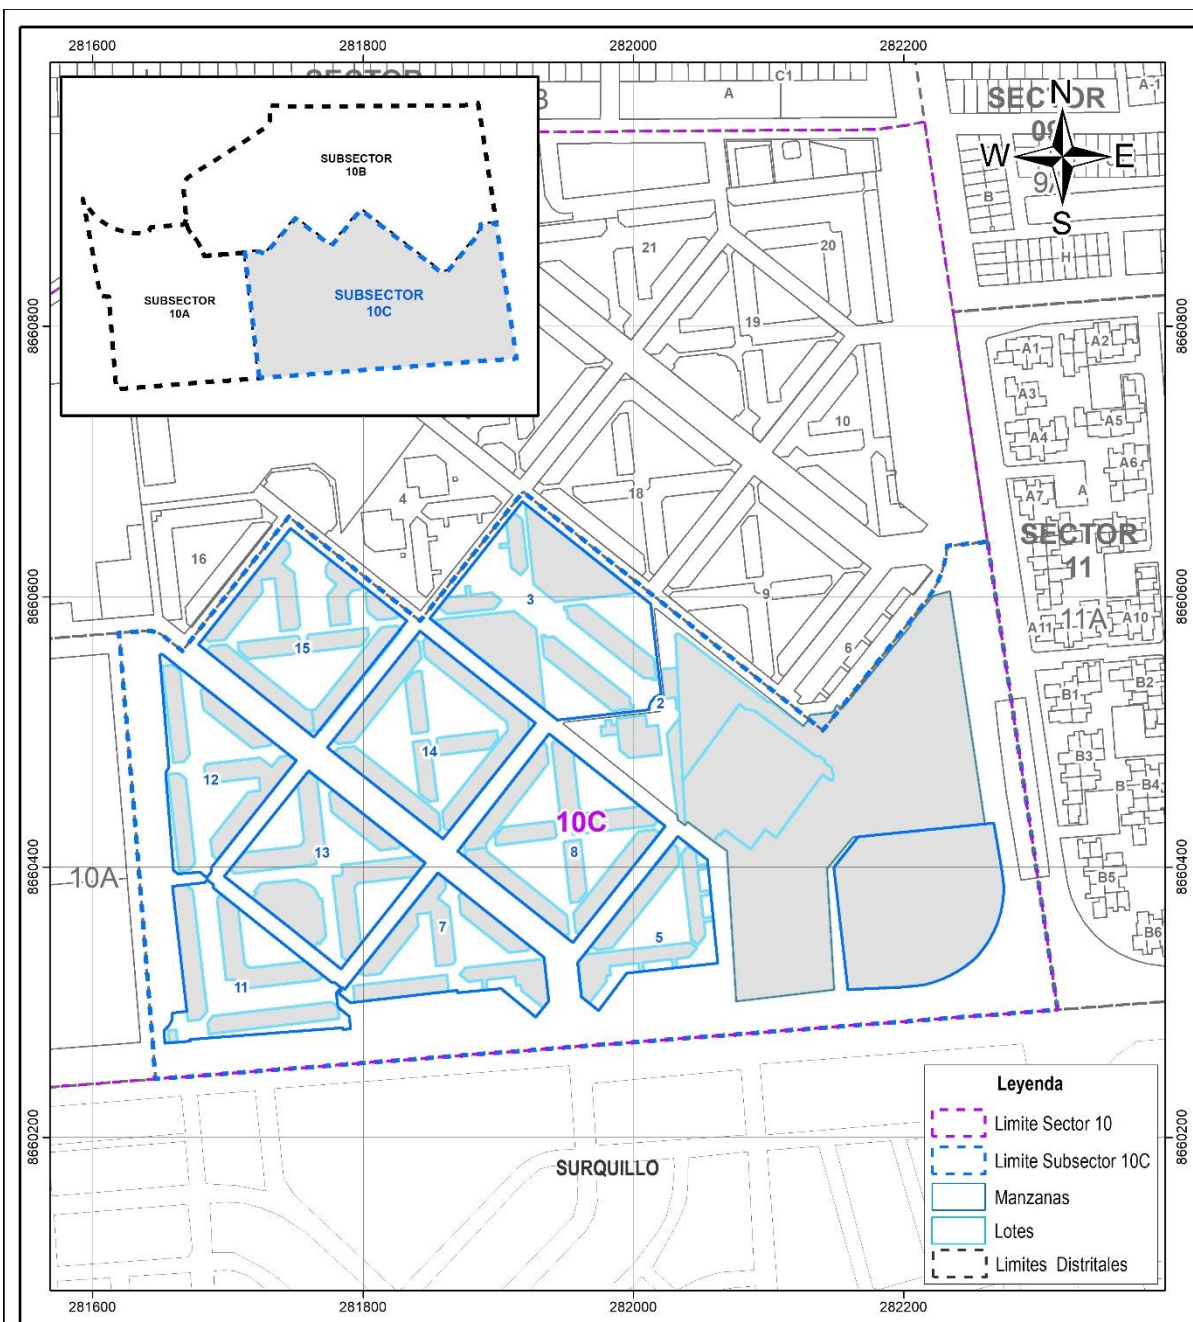 281600
281800
282000
282200
SECTOR
C1
A
A-1
SECTOR
N
W
E
S
B
H
SUBSECTOR
10B
SUBSECTOR
10A
SUBSECTOR
10C
21
20
19
10
18
4
16
9
6
A1
A2
A3
A4
A5
A6
A7
A
SECTOR
11
11A
A10
A11
B1
B2
B3
B4
B
B5
B6
3
2
15
14
12
13
10C
8
7
5
11
10A
8660800
8660600
8660400
8660200
8660800
8660600
8660400
8660200
SURQUILLO
Leyenda
Limite Sector 10
Limite Subsector 10C
Manzanas
Lotes
Limites Distritales
281600
281800
282000
282200